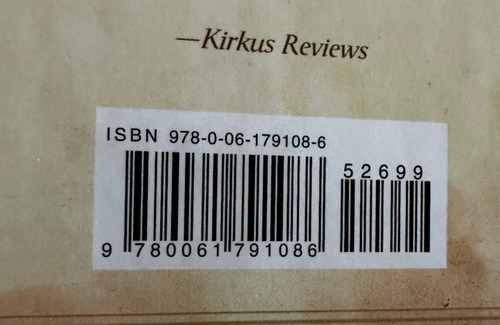 —Kirkus Reviews
ISBN 978-0-06-179108-6
52699
9 780061 791086